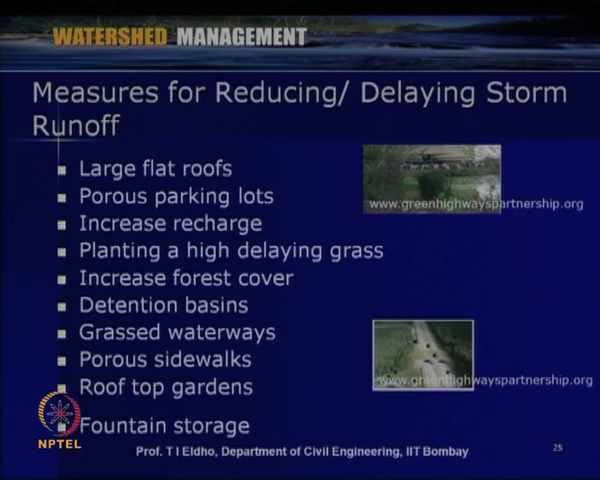 WATERSHED MANAGEMENT
Measures for Reducing/ Delaying Storm
Runoff
Large flat roofs
Porous parking lots
Increase recharge
Planting a high delaying grass
Increase forest cover
Detention basins
Grassed waterways
Porous sidewalks
Roof top gardens
Fountain storage
www.greenhighwayspartnership.org
www.greenhighwayspartnership.org
NPTEL
Prof. T I Eldho, Department of Civil Engineering, IIT Bombay
25